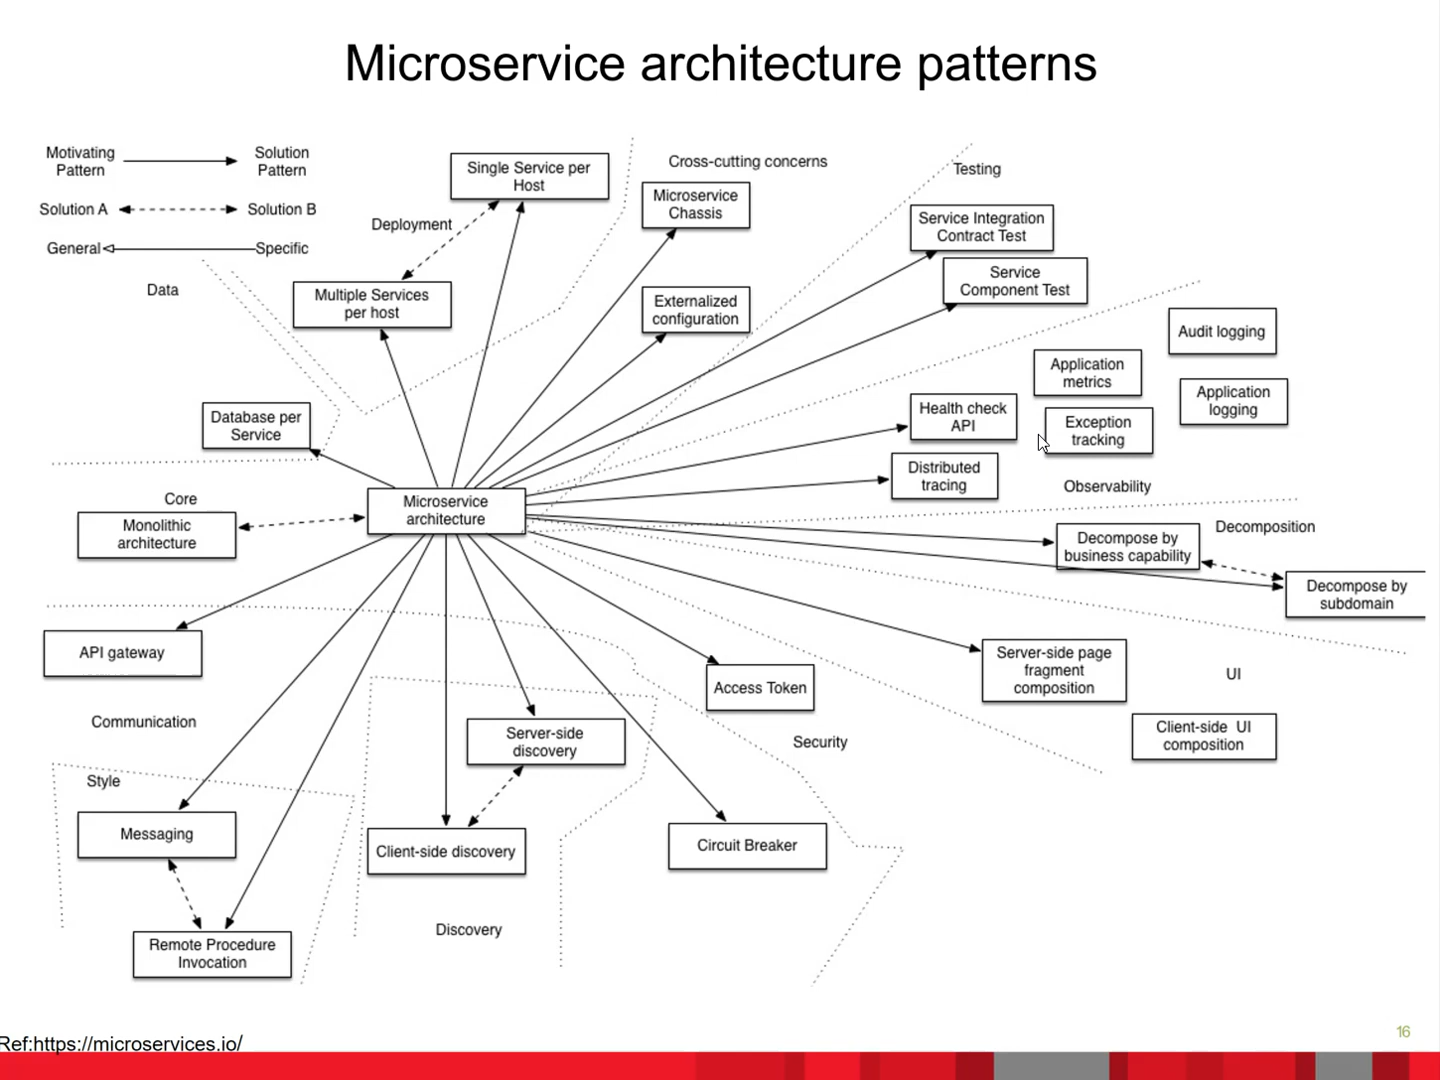 Microservice architecture patterns
Motivating
Pattern
Solution
Pattern
Solution A
Solution B
General
Specific
Data
Deployment
Single Service per
Host
Multiple Services
per host
Cross-cutting concerns
Microservice
Chassis
Externalized
configuration
Testing
Service Integration
Contract Test
Service
Component Test
Audit logging
Application
metrics
Application
logging
Health check
API
Exception
tracking
Distributed
tracing
Observability
Database per
Service
Core
Monolithic
architecture
Microservice
architecture
Decomposition
Decompose by
business capability
Decompose by
subdomain
API gateway
Communication
Server-side page
fragment
composition
UI
Client-side UI
composition
Access Token
Security
Server-side
discovery
Client-side discovery
Discovery
Circuit Breaker
Style
Messaging
Remote Procedure
Invocation
Ref:https://microservices.io/
16